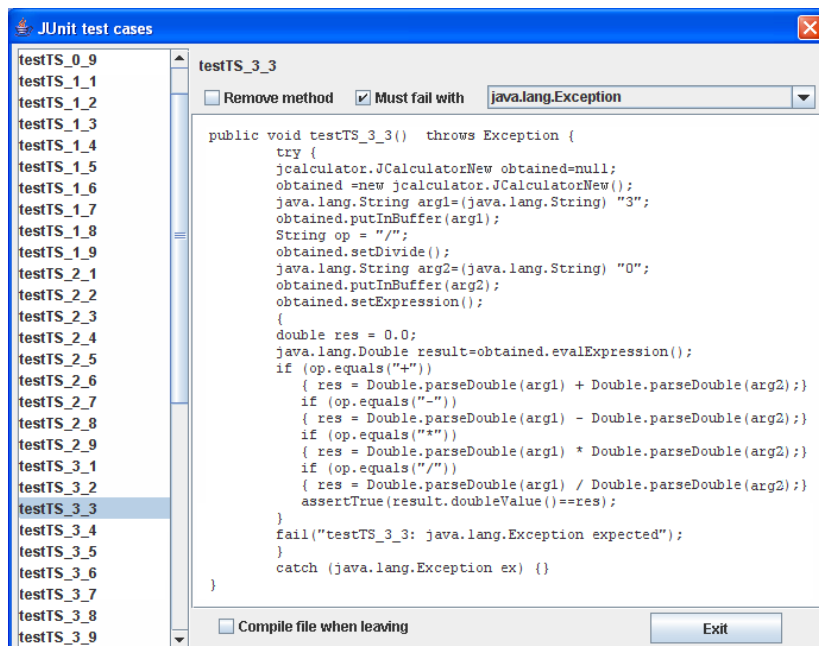 JUnit test cases
testTS_0_9
testTS_1_1
testTS_1_2
testTS_1_3
testTS_1_4
testTS_1_5
testTS_1_6
testTS_1_7
testTS_1_8
testTS_1_9
testTS_2_1
testTS_2_2
testTS_2_3
testTS_2_4
testTS_2_5
testTS_2_6
testTS_2_7
testTS_2_8
testTS_2_9
testTS_3_1
testTS_3_2
testTS_3_3
testTS_3_4
testTS_3_5
testTS_3_6
testTS_3_7
testTS_3_8
testTS_3_9
testTS_3_3
Remove method Must fail with java.lang.Exception
public void testTS_3_3() throws Exception {
try {
jcalculator.JCalculatorNew obtained=null;
obtained =new jcalculator.JCalculatorNew();
java.lang.String arg1=(java.lang.String) "3";
obtained.putInBuffer(arg1);
String op = "/";
obtained.setDivide();
java.lang.String arg2=(java.lang.String) "0";
obtained.putInBuffer(arg2);
obtained.setExpression();
{
double res = 0.0;
java.lang.Double result=obtained.evalExpression();
if (op.equals("+"))
{ res = Double.parseDouble(arg1) + Double.parseDouble(arg2);}
if (op.equals("-"))
{ res = Double.parseDouble(arg1) - Double.parseDouble(arg2);}
if (op.equals("*"))
{ res = Double.parseDouble(arg1) * Double.parseDouble(arg2);}
if (op.equals("/"))
{ res = Double.parseDouble(arg1) / Double.parseDouble(arg2);}
assertTrue(result.doubleValue()==res);
}
fail("testTS_3_3: java.lang.Exception expected");
}
catch (java.lang.Exception ex) {}
}
Compile file when leaving
Exit